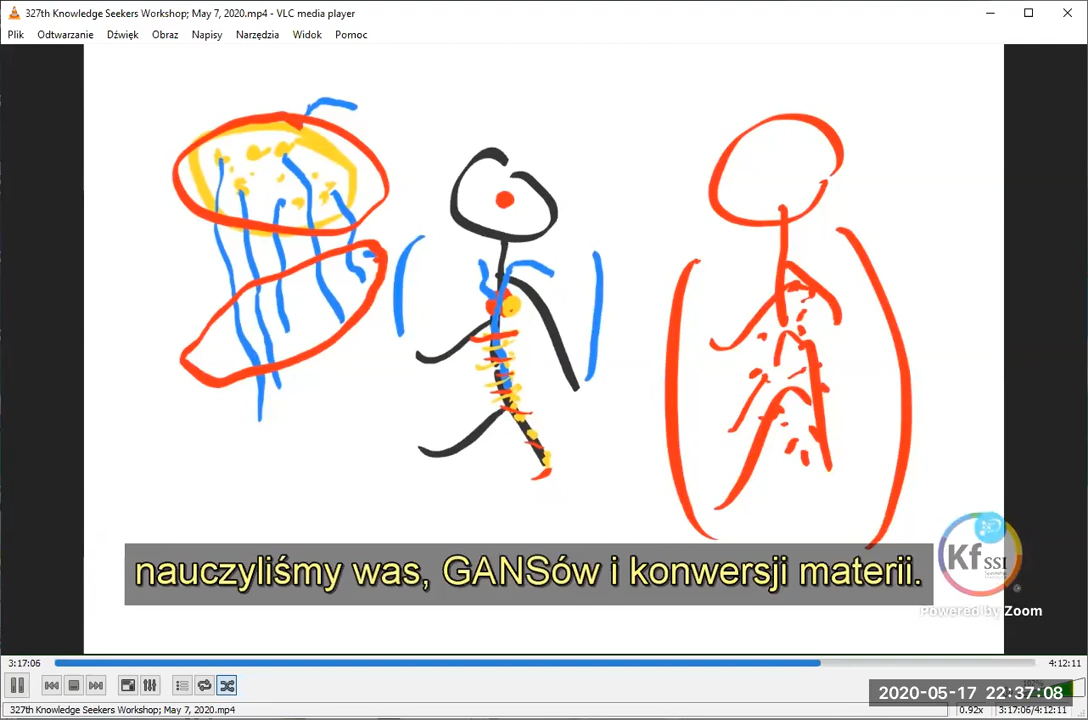 327th Knowledge Seekers Workshop; May 7, 2020.mp4 - VLC media player
Plik Odtwarzanie Dźwięk Obraz Napisy Narzędzia Widok Pomoc
nauczyliśmy was, GANSów i konwersji materii.
Kf SSI
Powered by Zoom
3:17:06 4:12:11
102%
2020-05-17 22:37:08
327th Knowledge Seekers Workshop; May 7, 2020.mp4 0.92x 3:17:06/4:12:11